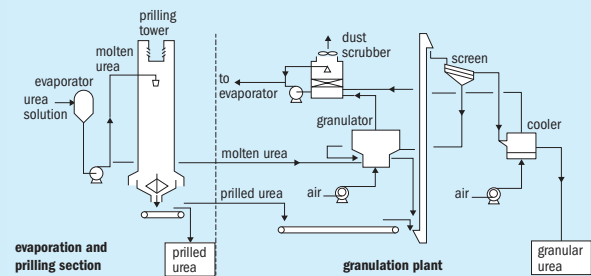 prilling
tower
molten
urea
evaporator
urea
solution
evaporation and
prilling section
prilled
urea
dust
scrubber
to
evaporator
granulator
molten urea
prilled urea
air
screen
cooler
air
granulation plant
granular
urea